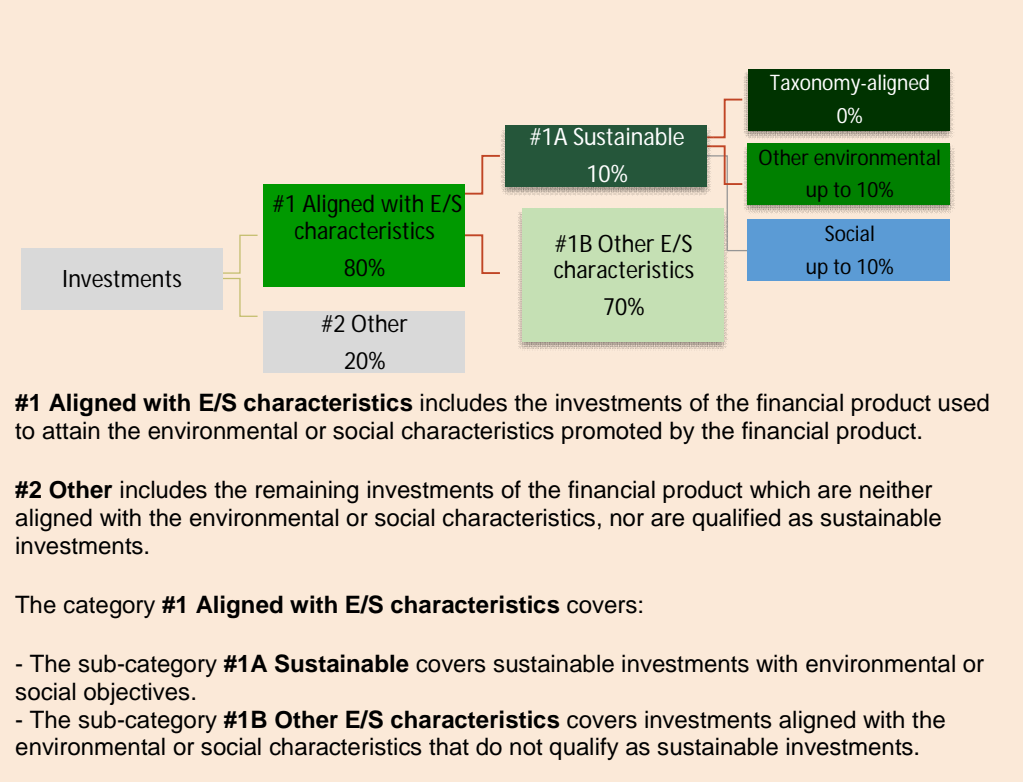 Taxonomy-aligned
0%
#1A Sustainable
10%
Other environmental
up to 10%
#1 Aligned with E/S
characteristics
80%
#1B Other E/S
characteristics
70%
Social
up to 10%
Investments
#2 Other
20%
#1 Aligned with E/S characteristics includes the investments of the financial product used
to attain the environmental or social characteristics promoted by the financial product.
#2 Other includes the remaining investments of the financial product which are neither
aligned with the environmental or social characteristics, nor are qualified as sustainable
investments.
The category #1 Aligned with E/S characteristics covers:
- The sub-category #1A Sustainable covers sustainable investments with environmental or
social objectives.
- The sub-category #1B Other E/S characteristics covers investments aligned with the
environmental or social characteristics that do not qualify as sustainable investments.